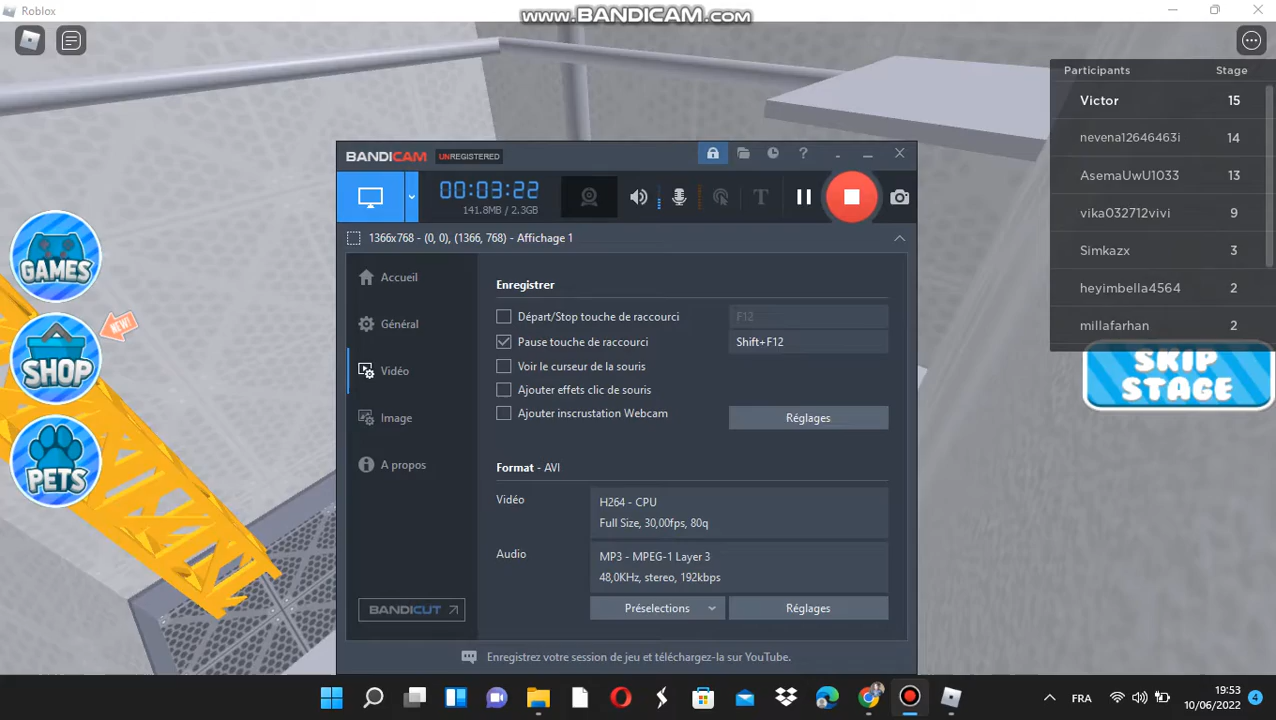 Roblox
www.BANDICAM.com
Participants Stage
Victor 15
nevena12646463i 14
AsemaUwU1033 13
vika032712vivi 9
Simkazx 3
heyimbella4564 2
millafarhan 2
SKIP
STAGE
GAMES
NEW!
SHOP
PETS
BANDICAM UNREGISTERED
00:03:22
141.8MB / 2.3GB
1366x768 - (0, 0), (1366, 768) - Affichage 1
Accueil
Général
Vidéo
Image
A propos
BANDICUT
Enregistrer
Départ/Stop touche de raccourci F12
Pause touche de raccourci Shift+F12
Voir le curseur de la souris
Ajouter effets clic de souris
Ajouter inscrustation Webcam
Réglages
Format - AVI
Vidéo
H264 - CPU
Full Size, 30,00fps, 80q
Audio
MP3 - MPEG-1 Layer 3
48,0KHz, stereo, 192kbps
Présélections Réglages
Enregistrez votre session de jeu et téléchargez-la sur YouTube.
FRA
19:53
10/06/2022
4